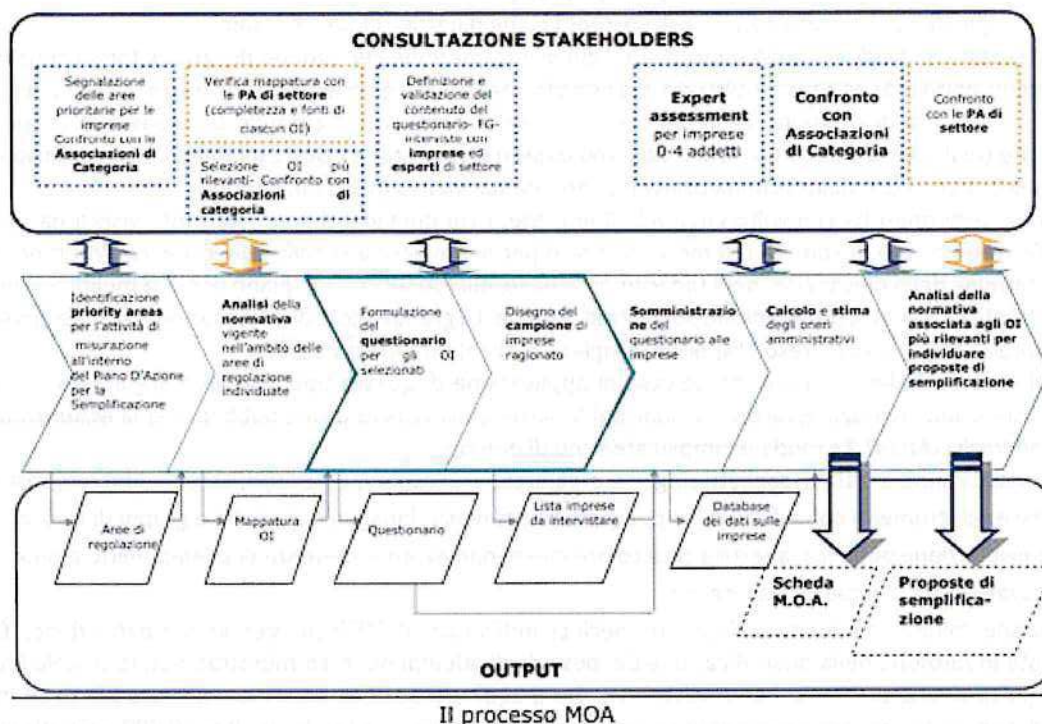 CONSULTAZIONE STAKEHOLDERS
Segnalazione
delle aree
prioritarie per le
imprese
Confronto con le
Associazioni di
Categoria
Verifica mappatura con
le PA di settore
(completezza e fonti di
ciascun OI)
Selezione OI più
rilevanti- Confronto con
Associazioni di
categoria
Definizione e
validazione del
contenuto del
questionario- FG-
interviste con
imprese ed
esperti di settore
Expert
assessment
per imprese
0-4 addetti
Confronto
con
Associazioni
di Categoria
Confronto
con le PA di
settore
Identificazione
priority areas
per l'attività di
misurazione
all'interno
del Piano D'Azione
per la
Semplificazione
Analisi della
normativa
vigente
nell'ambito delle
aree di
regolazione
individuate
Formulazione
del
questionario
per gli OI
selezionati
Disegno del
campione di
imprese
ragionato
Somministrazio
ne del
questionario alle
imprese
Calcolo e stima
degli oneri
amministrativi
Analisi della
normativa
associata agli OI
più rilevanti per
individuare
proposte di
semplificazione
Aree di
regolazione
Mappatura
OI
Questionario
Lista imprese
da intervistare
Database
dei dati sulle
imprese
Scheda
M.O.A.
Proposte di
semplifica-
zione
OUTPUT
Il processo MOA